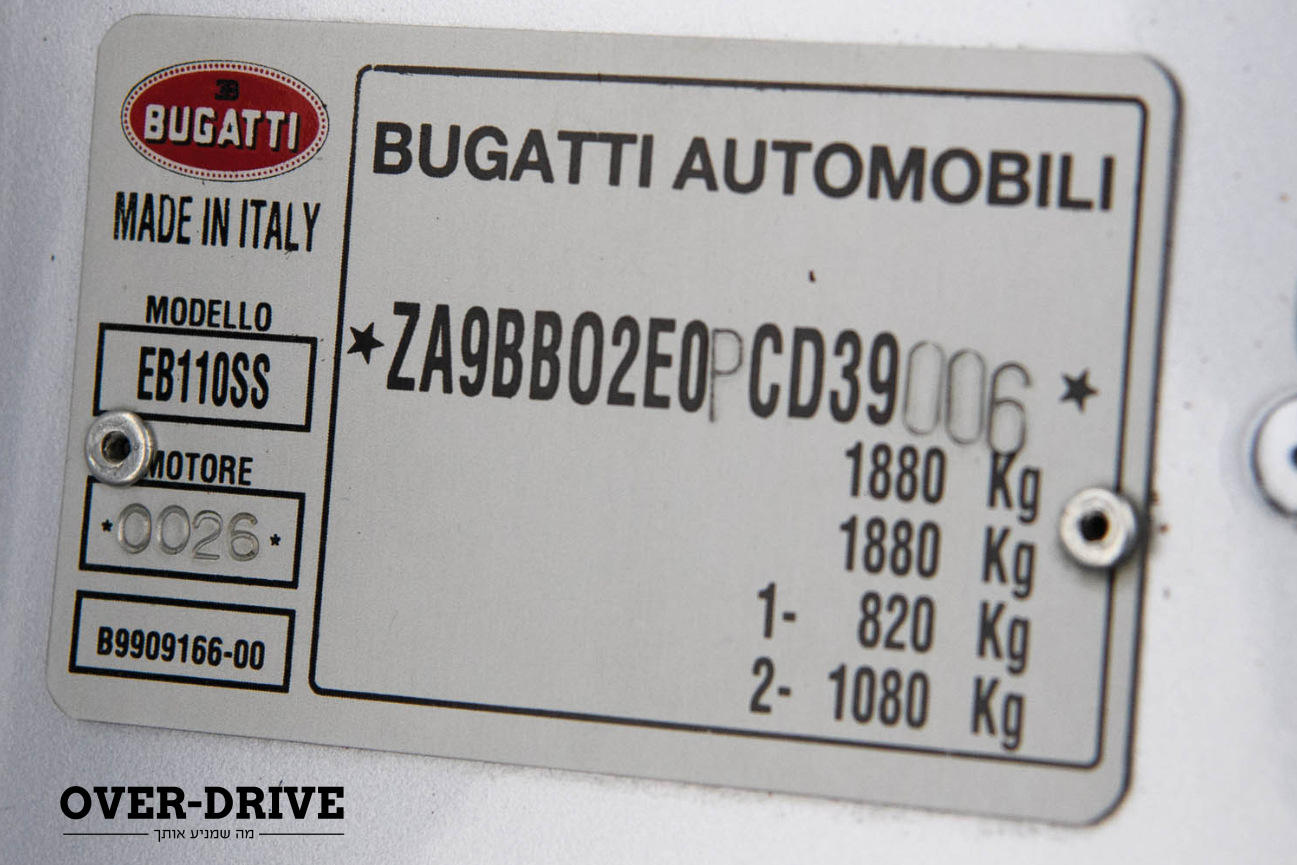 BUGATTI
MADE IN ITALY
MODELLO
EB110SS
MOTORE
*0026*
B9909166-00
BUGATTI AUTOMOBILI
★ZA9BB02E0PCD39006★
1880 Kg
1880 Kg
1- 820 Kg
2- 1080 Kg
OVER-DRIVE
מה שמניע אותך